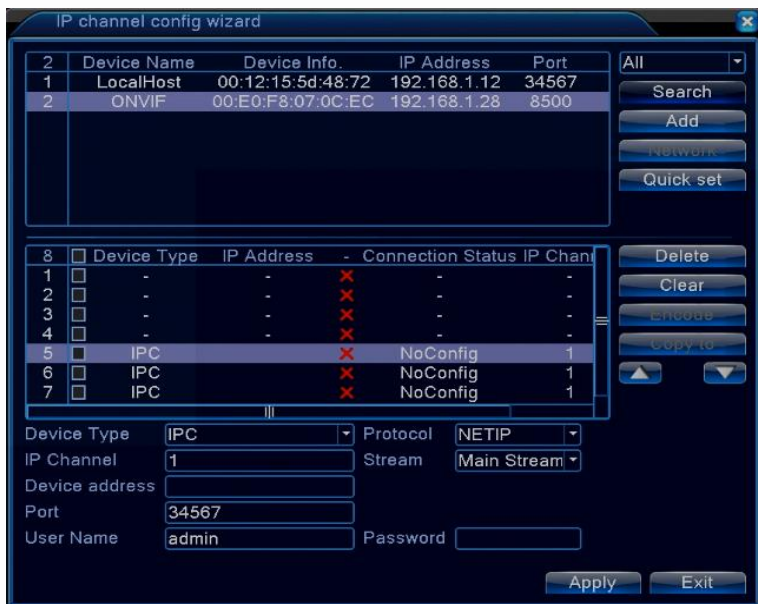 IP channel config wizard
2 Device Name Device Info. IP Address Port All
1 LocalHost 00:12:15:5d:48:72 192.168.1.12 34567
2 ONVIF 00:E0:F8:07:0C:EC 192.168.1.28 8500
Search
Add
Network
Quick set
8 Device Type IP Address - Connection Status IP Chann
1 - - - -
2 - - - -
3 - - - -
4 - - - -
5 IPC NoConfig 1
6 IPC NoConfig 1
7 IPC NoConfig 1
Delete
Clear
Encode
Copy to
Device Type IPC Protocol NETIP
IP Channel 1 Stream Main Stream
Device address
Port 34567
User Name admin Password
Apply Exit